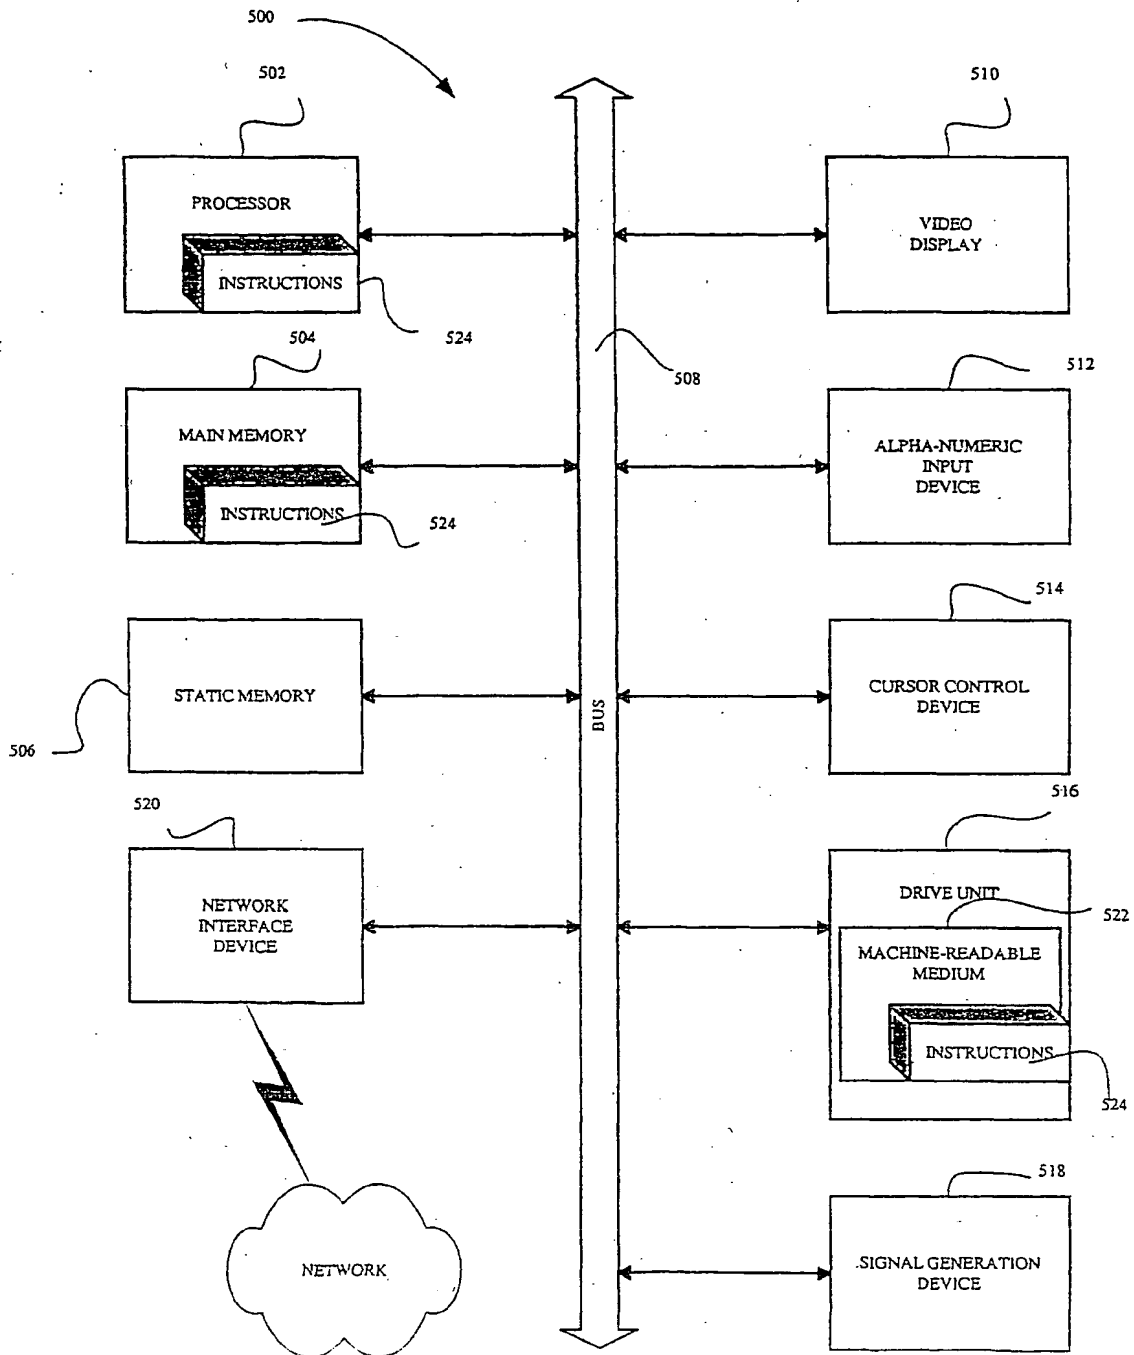 500
502
510
PROCESSOR
INSTRUCTIONS
524
VIDEO
DISPLAY
504
508
512
MAIN MEMORY
INSTRUCTIONS
524
ALPHA-NUMERIC
INPUT
DEVICE
514
STATIC MEMORY
506
BUS
CURSOR CONTROL
DEVICE
520
516
NETWORK
INTERFACE
DEVICE
DRIVE UNIT
522
MACHINE-READABLE
MEDIUM
INSTRUCTIONS
524
518
NETWORK
SIGNAL GENERATION
DEVICE